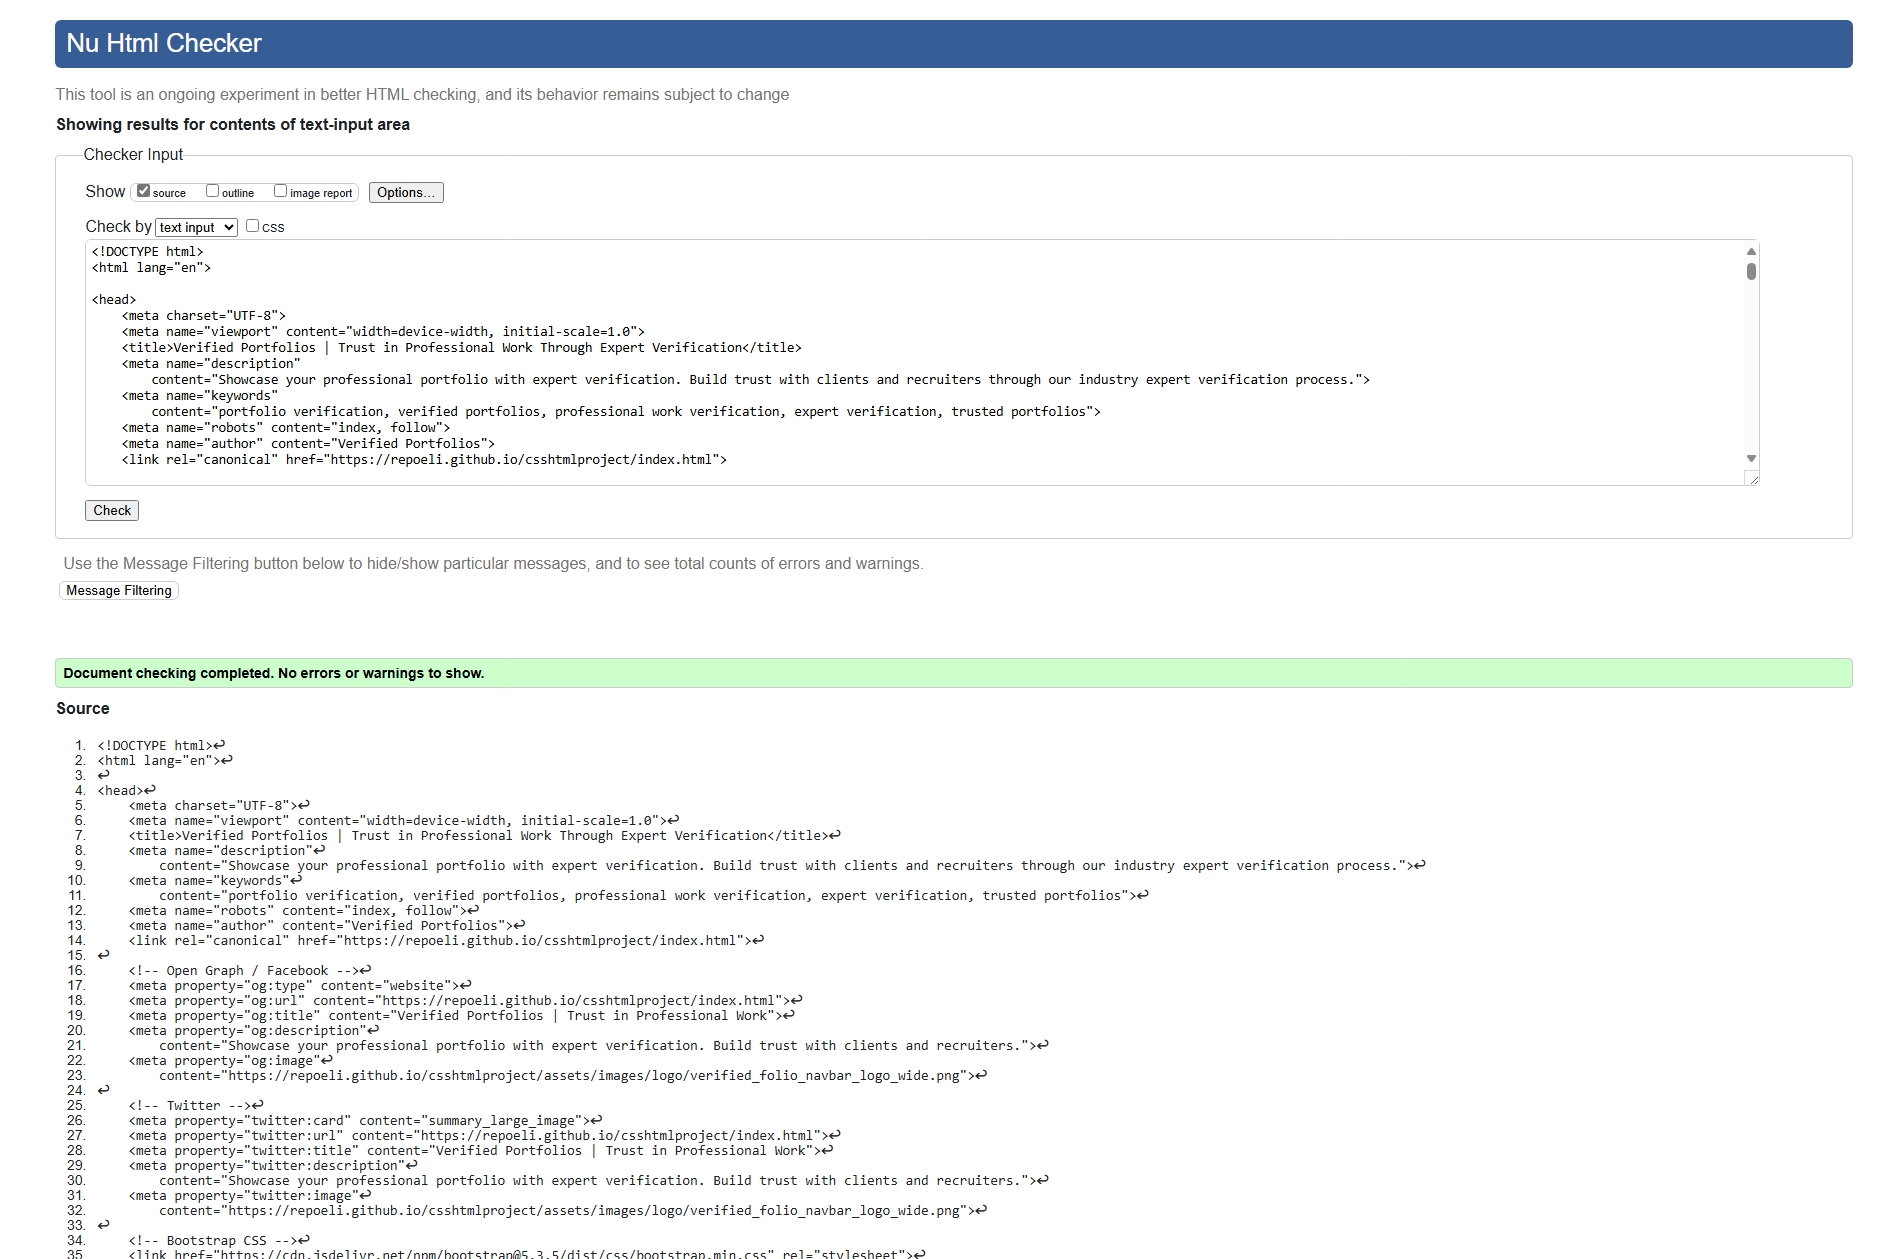 Nu Html Checker
This tool is an ongoing experiment in better HTML checking, and its behavior remains subject to change
Showing results for contents of text-input area
Checker Input
Show source outline image report Options...
Check by text input css
<!DOCTYPE html>
<html lang="en">
<head>
    <meta charset="UTF-8">
    <meta name="viewport" content="width=device-width, initial-scale=1.0">
    <title>Verified Portfolios | Trust in Professional Work Through Expert Verification</title>
    <meta name="description"
        content="Showcase your professional portfolio with expert verification. Build trust with clients and recruiters through our industry expert verification process.">
    <meta name="keywords"
        content="portfolio verification, verified portfolios, professional work verification, expert verification, trusted portfolios">
    <meta name="robots" content="index, follow">
    <meta name="author" content="Verified Portfolios">
    <link rel="canonical" href="https://repoeli.github.io/csshtmlproject/index.html">
Check
Use the Message Filtering button below to hide/show particular messages, and to see total counts of errors and warnings.
Message Filtering
Document checking completed. No errors or warnings to show.
Source
1. <!DOCTYPE html>↩
2. <html lang="en">↩
3. ↩
4. <head>↩
5.     <meta charset="UTF-8">↩
6.     <meta name="viewport" content="width=device-width, initial-scale=1.0">↩
7.     <title>Verified Portfolios | Trust in Professional Work Through Expert Verification</title>↩
8.     <meta name="description"↩
9.         content="Showcase your professional portfolio with expert verification. Build trust with clients and recruiters through our industry expert verification process.">↩
10.     <meta name="keywords"↩
11.         content="portfolio verification, verified portfolios, professional work verification, expert verification, trusted portfolios">↩
12.     <meta name="robots" content="index, follow">↩
13.     <meta name="author" content="Verified Portfolios">↩
14.     <link rel="canonical" href="https://repoeli.github.io/csshtmlproject/index.html">↩
15. ↩
16.     <!-- Open Graph / Facebook -->↩
17.     <meta property="og:type" content="website">↩
18.     <meta property="og:url" content="https://repoeli.github.io/csshtmlproject/index.html">↩
19.     <meta property="og:title" content="Verified Portfolios | Trust in Professional Work">↩
20.     <meta property="og:description"↩
21.         content="Showcase your professional portfolio with expert verification. Build trust with clients and recruiters.">↩
22.     <meta property="og:image"↩
23.         content="https://repoeli.github.io/csshtmlproject/assets/images/logo/verified_folio_navbar_logo_wide.png">↩
24. ↩
25.     <!-- Twitter -->↩
26.     <meta property="twitter:card" content="summary_large_image">↩
27.     <meta property="twitter:url" content="https://repoeli.github.io/csshtmlproject/index.html">↩
28.     <meta property="twitter:title" content="Verified Portfolios | Trust in Professional Work">↩
29.     <meta property="twitter:description"↩
30.         content="Showcase your professional portfolio with expert verification. Build trust with clients and recruiters.">↩
31.     <meta property="twitter:image"↩
32.         content="https://repoeli.github.io/csshtmlproject/assets/images/logo/verified_folio_navbar_logo_wide.png">↩
33. ↩
34.     <!-- Bootstrap CSS -->↩
35.     <link href="https://cdn.jsdelivr.net/npm/bootstrap@5.3.5/dist/css/bootstrap.min.css" rel="stylesheet">↩